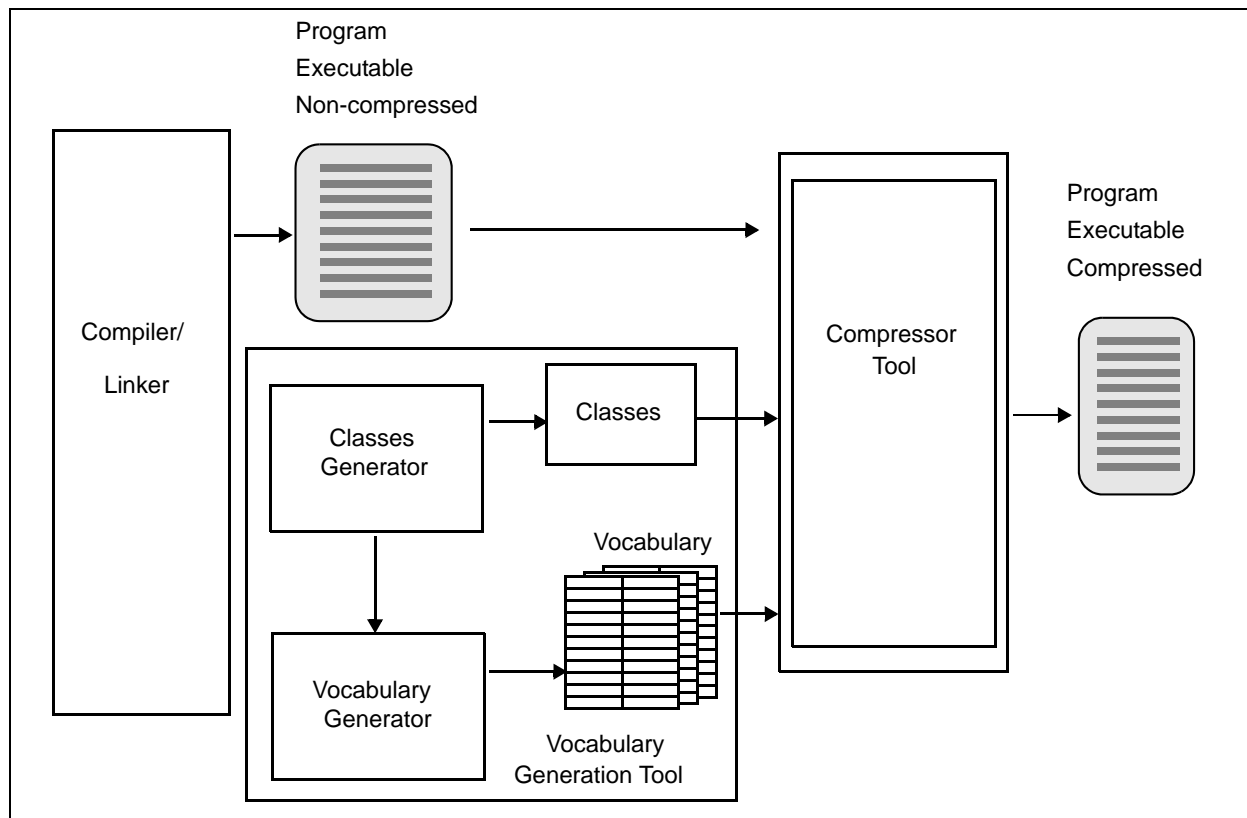 Program
Executable
Non-compressed
Compiler/
Linker
Program
Executable
Compressed
Compressor
Tool
Classes
Generator
Classes
Vocabulary
Vocabulary
Generator
Vocabulary
Generation Tool